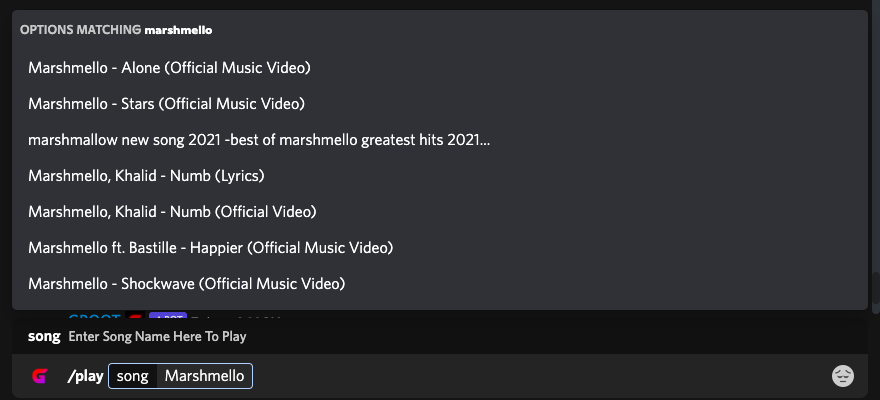 OPTIONS MATCHING marshmello
Marshmello - Alone (Official Music Video)
Marshmello - Stars (Official Music Video)
marshmallow new song 2021 -best of marshmello greatest hits 2021...
Marshmello, Khalid - Numb (Lyrics)
Marshmello, Khalid - Numb (Official Video)
Marshmello ft. Bastille - Happier (Official Music Video)
Marshmello - Shockwave (Official Music Video)
GROOT
song Enter Song Name Here To Play
/play song Marshmello